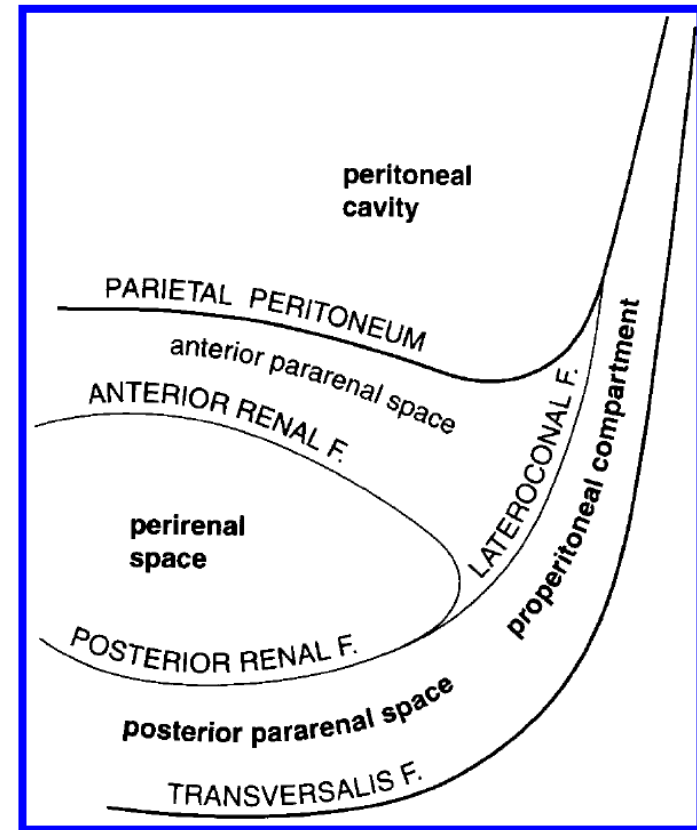 peritoneal
cavity
PARIETAL PERITONEUM
anterior pararenal space
ANTERIOR RENAL F.
LATEROCONAL F.
properitoneal compartment
perirenal
space
POSTERIOR RENAL F.
posterior pararenal space
TRANSVERSALIS F.